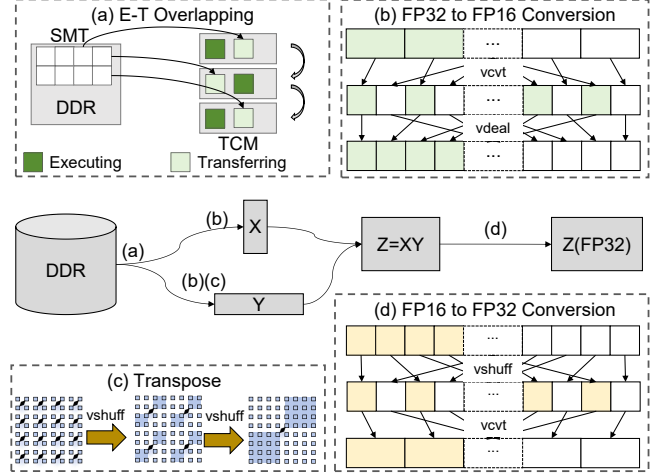 (a) E-T Overlapping
SMT
DDR
TCM
Executing
Transferring
(b) FP32 to FP16 Conversion
...
vcvt
...
vdeal
...
DDR
(a)
(b)
X
(b)(c)
Y
Z=XY
(d)
Z(FP32)
(c) Transpose
vshuff
vshuff
(d) FP16 to FP32 Conversion
...
vshuff
...
vcvt
...